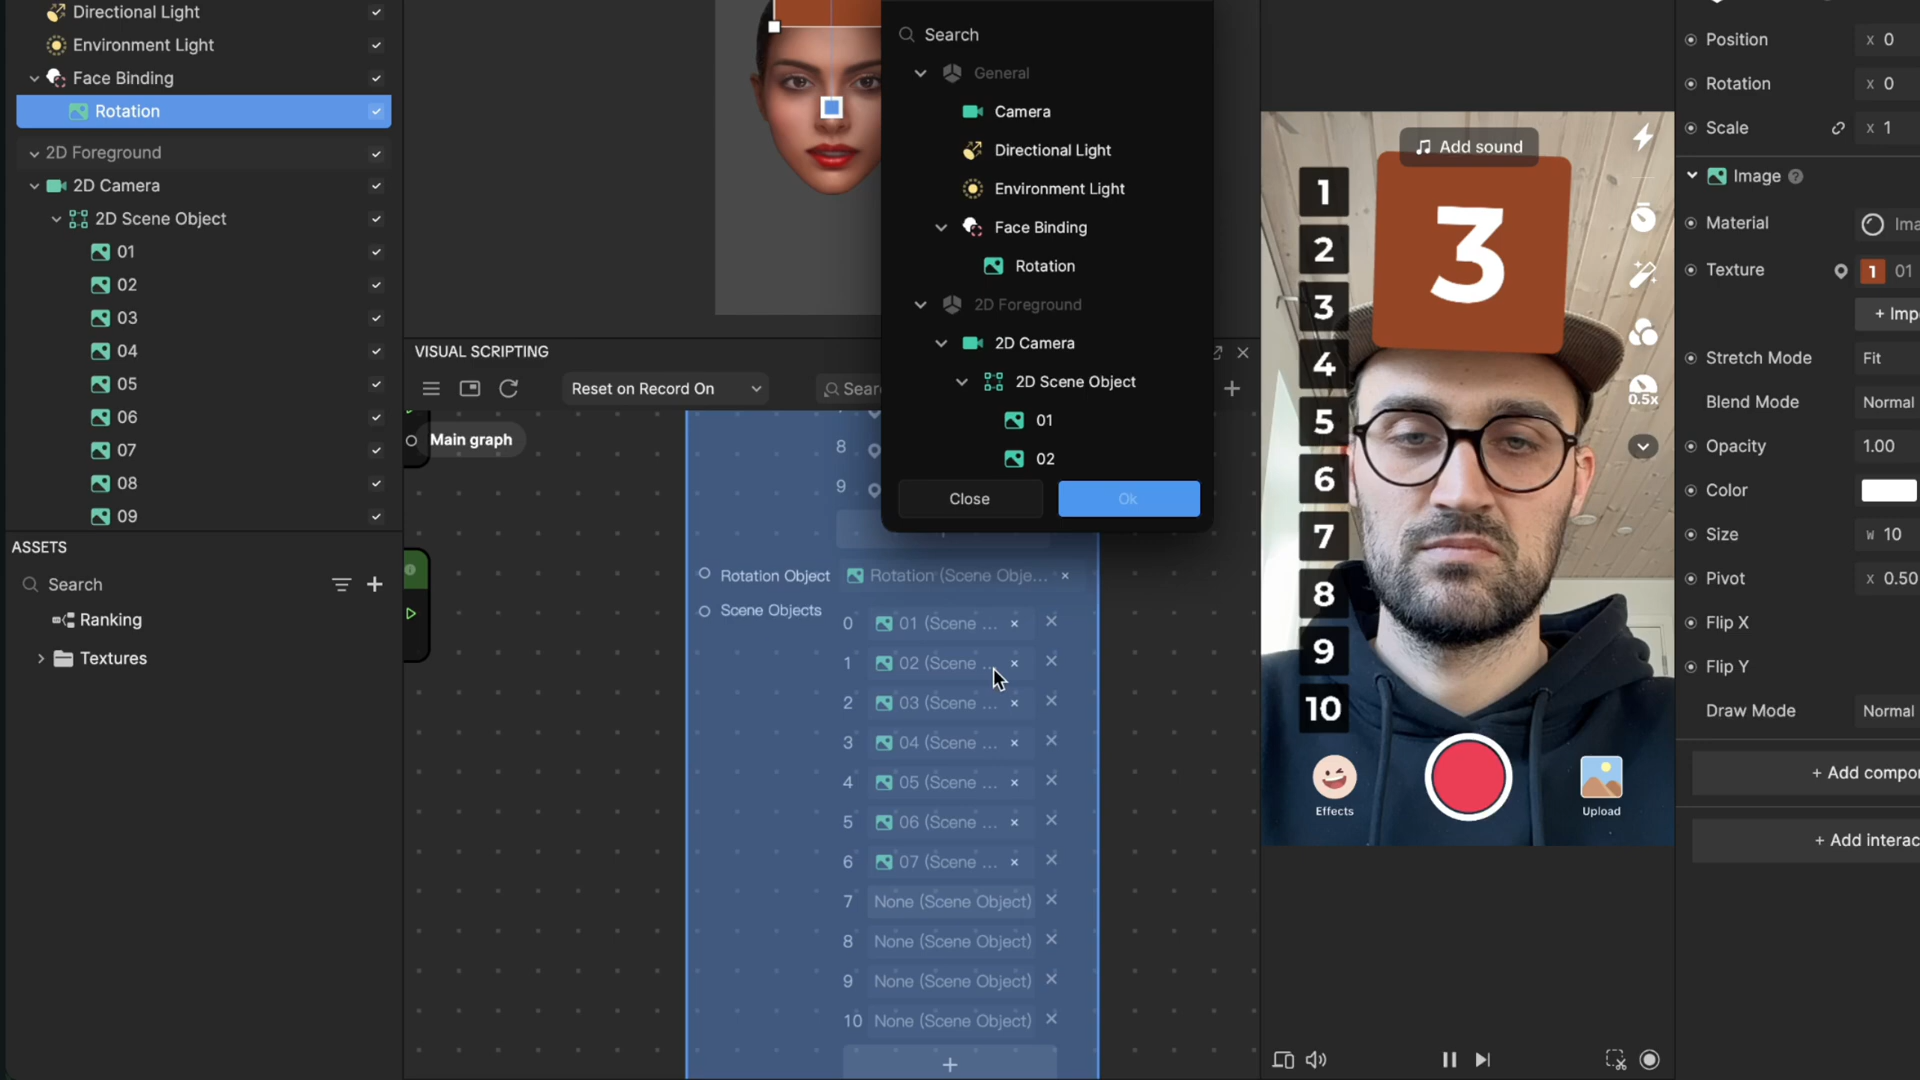 Directional Light
Environment Light
Face Binding
Rotation
2D Foreground
2D Camera
2D Scene Object
01
02
03
04
05
06
07
08
09
ASSETS
Search
Ranking
Textures
VISUAL SCRIPTING
Reset on Record On
Sear
Main graph
8
9
Rotation Object
Rotation (Scene Obje...
Scene Objects
0 01 (Scene ...
1 02 (Scene ...
2 03 (Scene ...
3 04 (Scene ...
4 05 (Scene ...
5 06 (Scene ...
6 07 (Scene ...
7 None (Scene Object)
8 None (Scene Object)
9 None (Scene Object)
10 None (Scene Object)
+
Search
General
Camera
Directional Light
Environment Light
Face Binding
Rotation
2D Foreground
2D Camera
2D Scene Object
01
02
Close
Ok
Add sound
3
1
2
3
4
5
6
7
8
9
10
0.5x
Effects
Upload
Position X 0
Rotation X 0
Scale X 1
Image
Material Ima
Texture 1 01
+ Imp
Stretch Mode Fit
Blend Mode Normal
Opacity 1.00
Color
Size W 10
Pivot X 0.50
Flip X
Flip Y
Draw Mode Normal
+ Add compo
+ Add interac